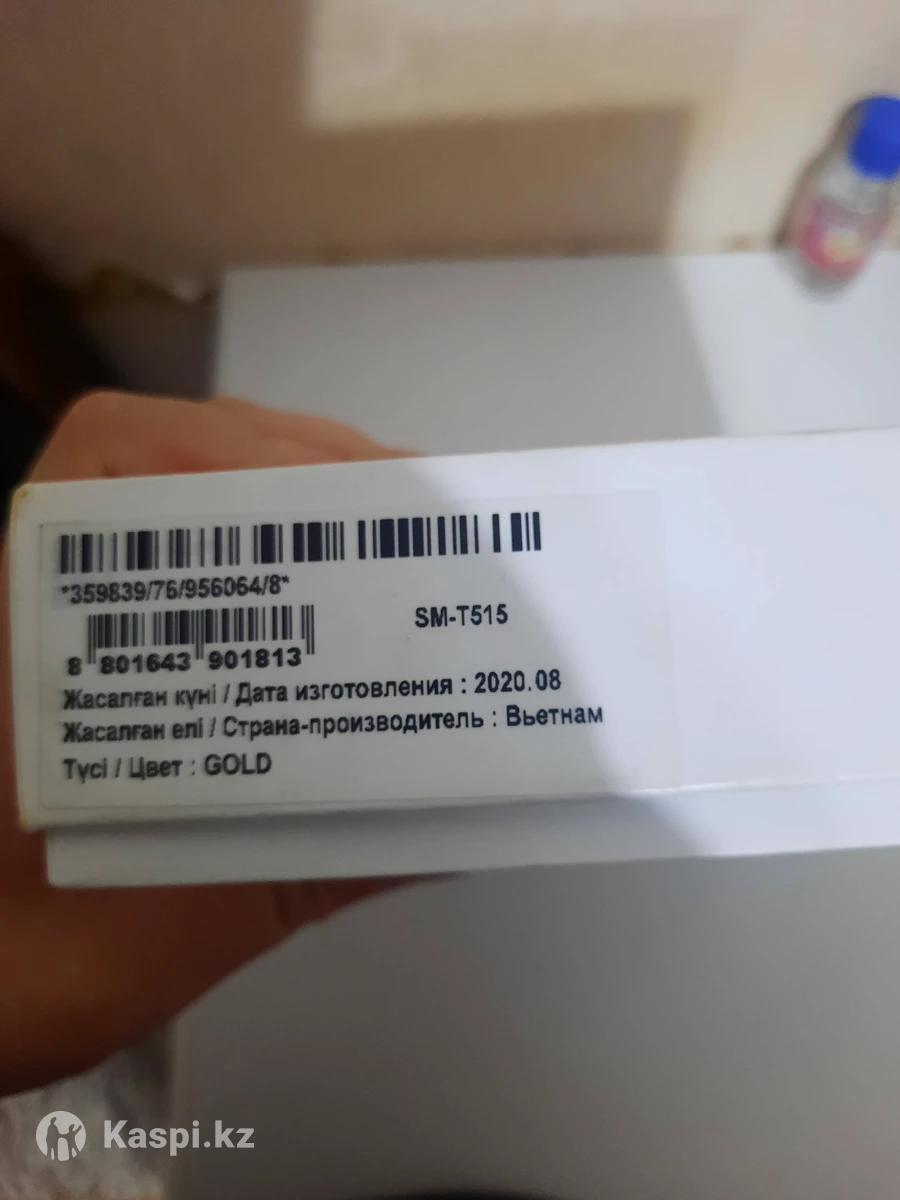 *359839/76/956064/8*
SM-T515
8 801643 901813
Жасалған күні / Дата изготовления : 2020.08
Жасалған елі / Страна-производитель : Вьетнам
Түсі / Цвет : GOLD
Kaspi.kz